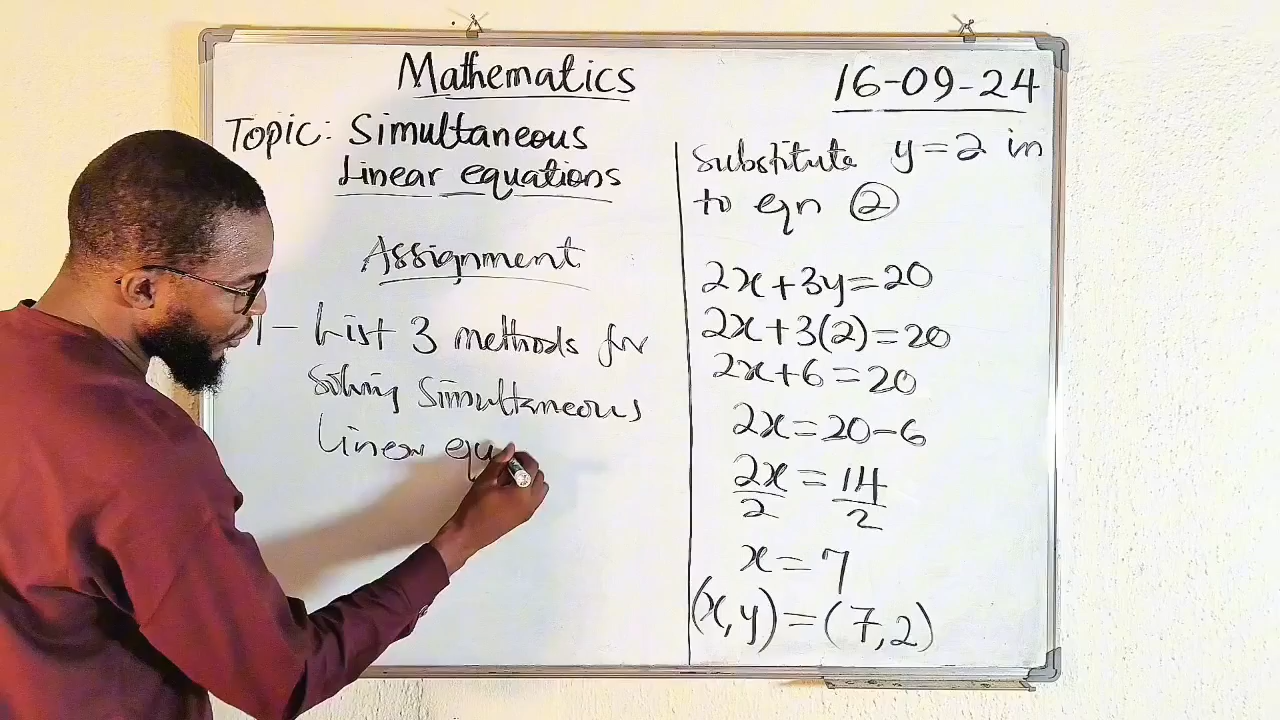 Mathematics
16-09-24
Topic: Simultaneous
Linear equations
Assignment
1- List 3 methods for
Solving Simultaneous
Linear equ
Substitute y=2 in
to eqn ②
2x+3y=20
2x+3(2)=20
2x+6=20
2x=20-6
2x/2 = 14/2
x=7
(x,y)=(7,2)